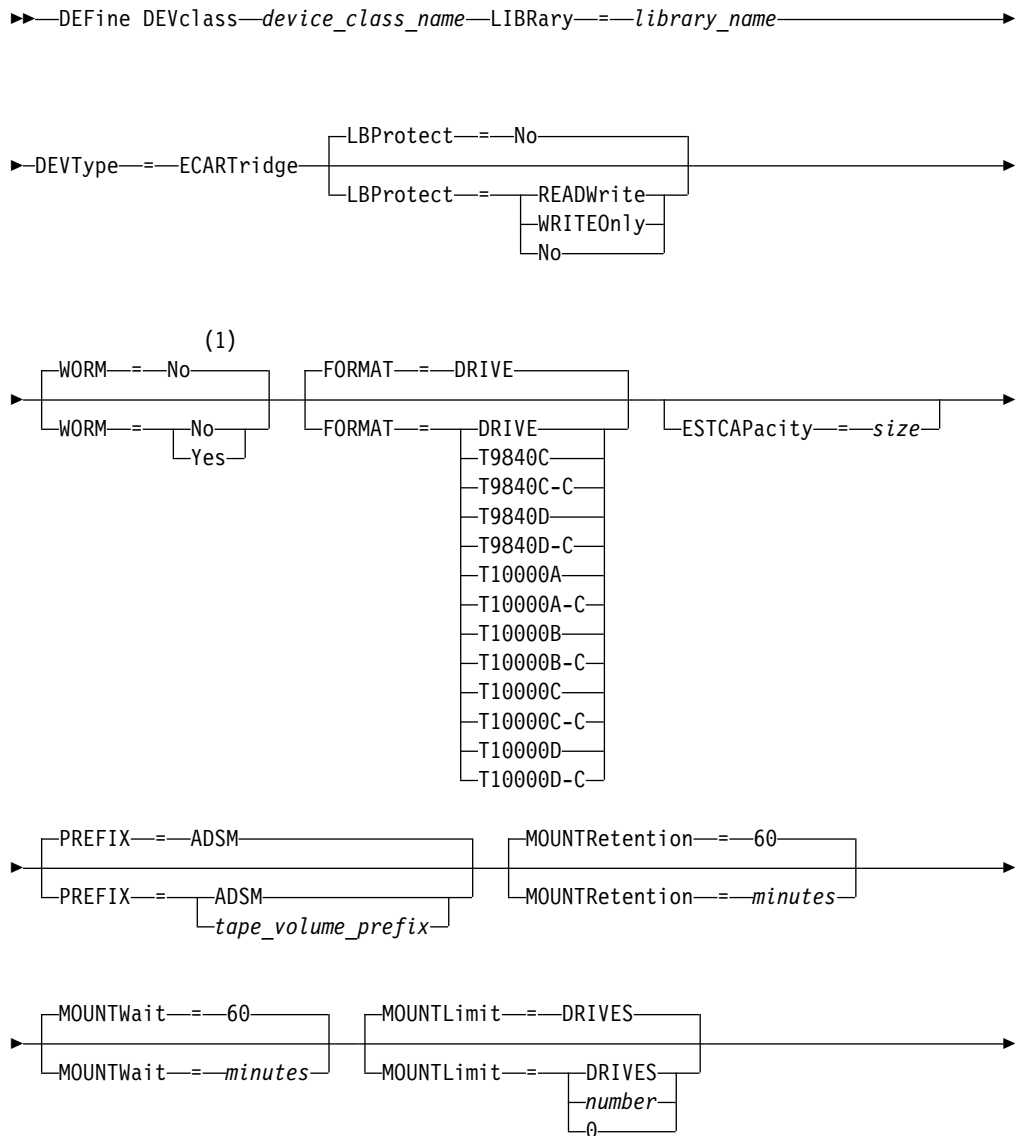 DEFine DEVclass device_class_name LIBRary = library_name
LBProtect = No
DEVType = ECARTridge
LBProtect = READWrite
WRITEOnly
No
(1)
WORM = No FORMAT = DRIVE
WORM = No FORMAT = DRIVE ESTCAPacity = size
Yes T9840C
T9840C-C
T9840D
T9840D-C
T10000A
T10000A-C
T10000B
T10000B-C
T10000C
T10000C-C
T10000D
T10000D-C
PREFIX = ADSM MOUNTRetention = 60
PREFIX = ADSM MOUNTRetention = minutes
tape_volume_prefix
MOUNTWait = 60 MOUNTLimit = DRIVES
MOUNTWait = minutes MOUNTLimit = DRIVES
number
0